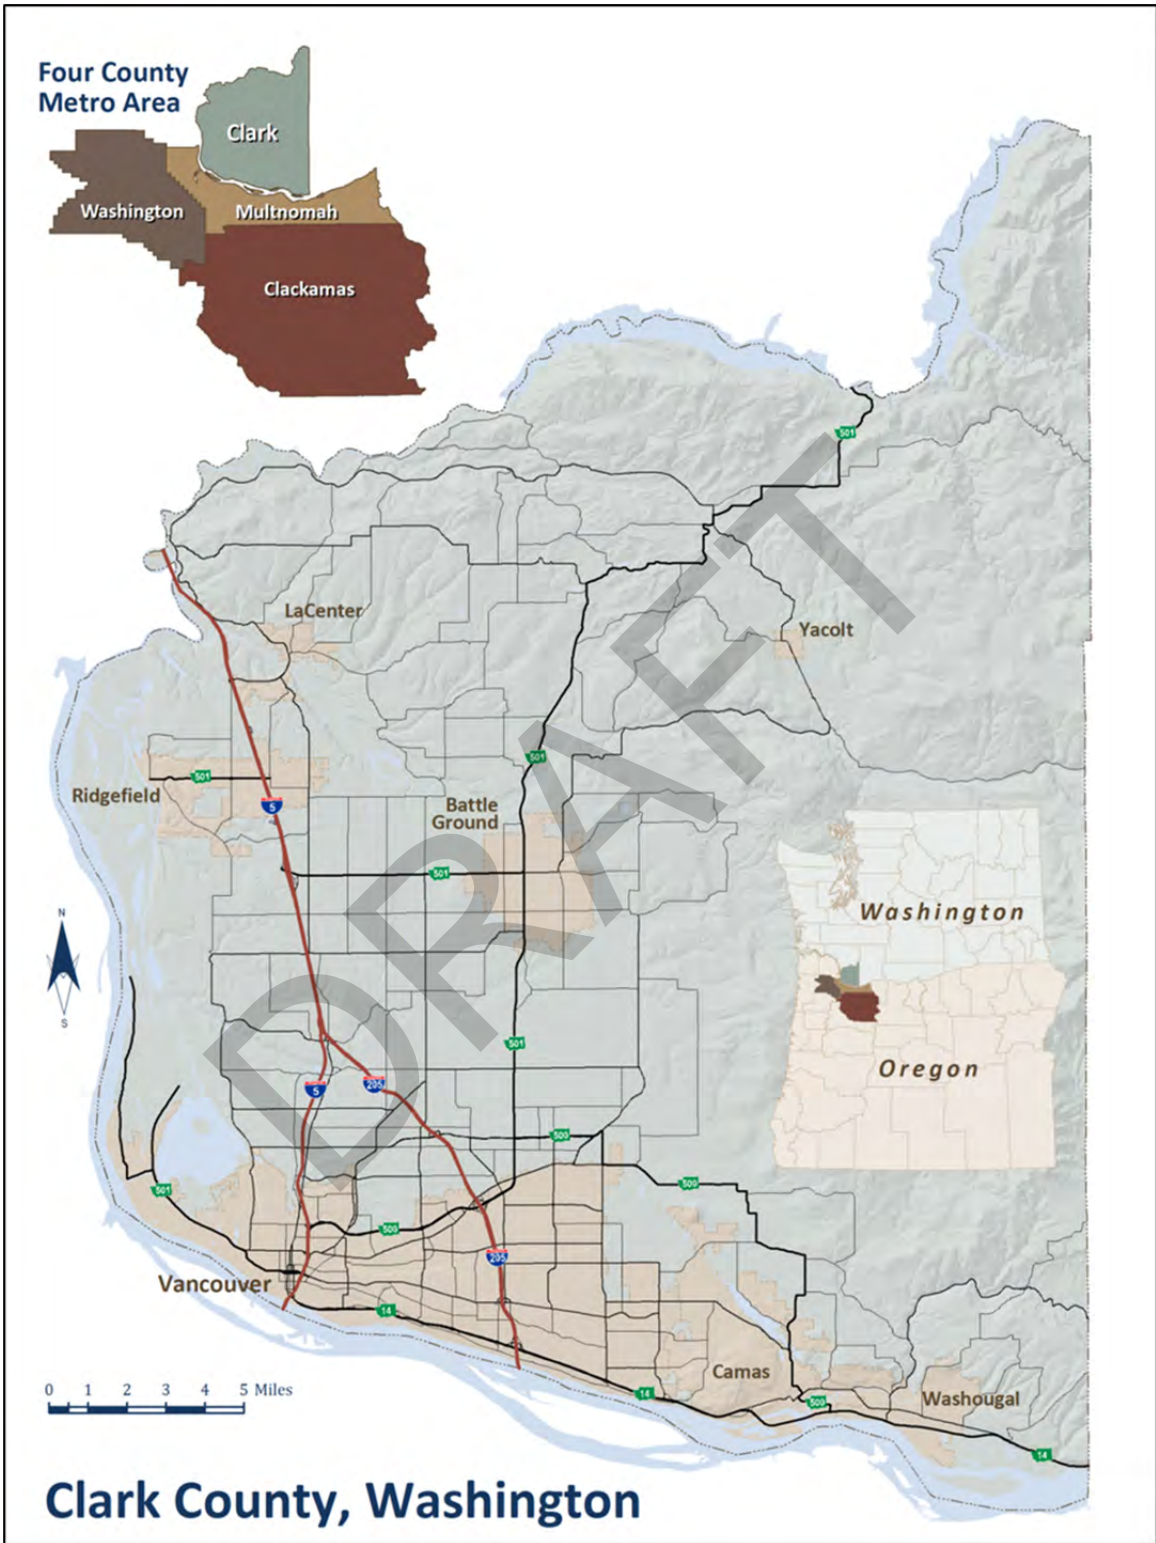 Four County
Metro Area
Clark
Washington
Multnomah
Clackamas
501
LaCenter
Yacolt
501
501
Ridgefield
5
Battle
Ground
501
Washington
N
S
501
Oregon
5
205
500
501
500
500
205
Vancouver
14
Camas
14
500
Washougal
0 1 2 3 4 5 Miles
14
Clark County, Washington
DRAFT